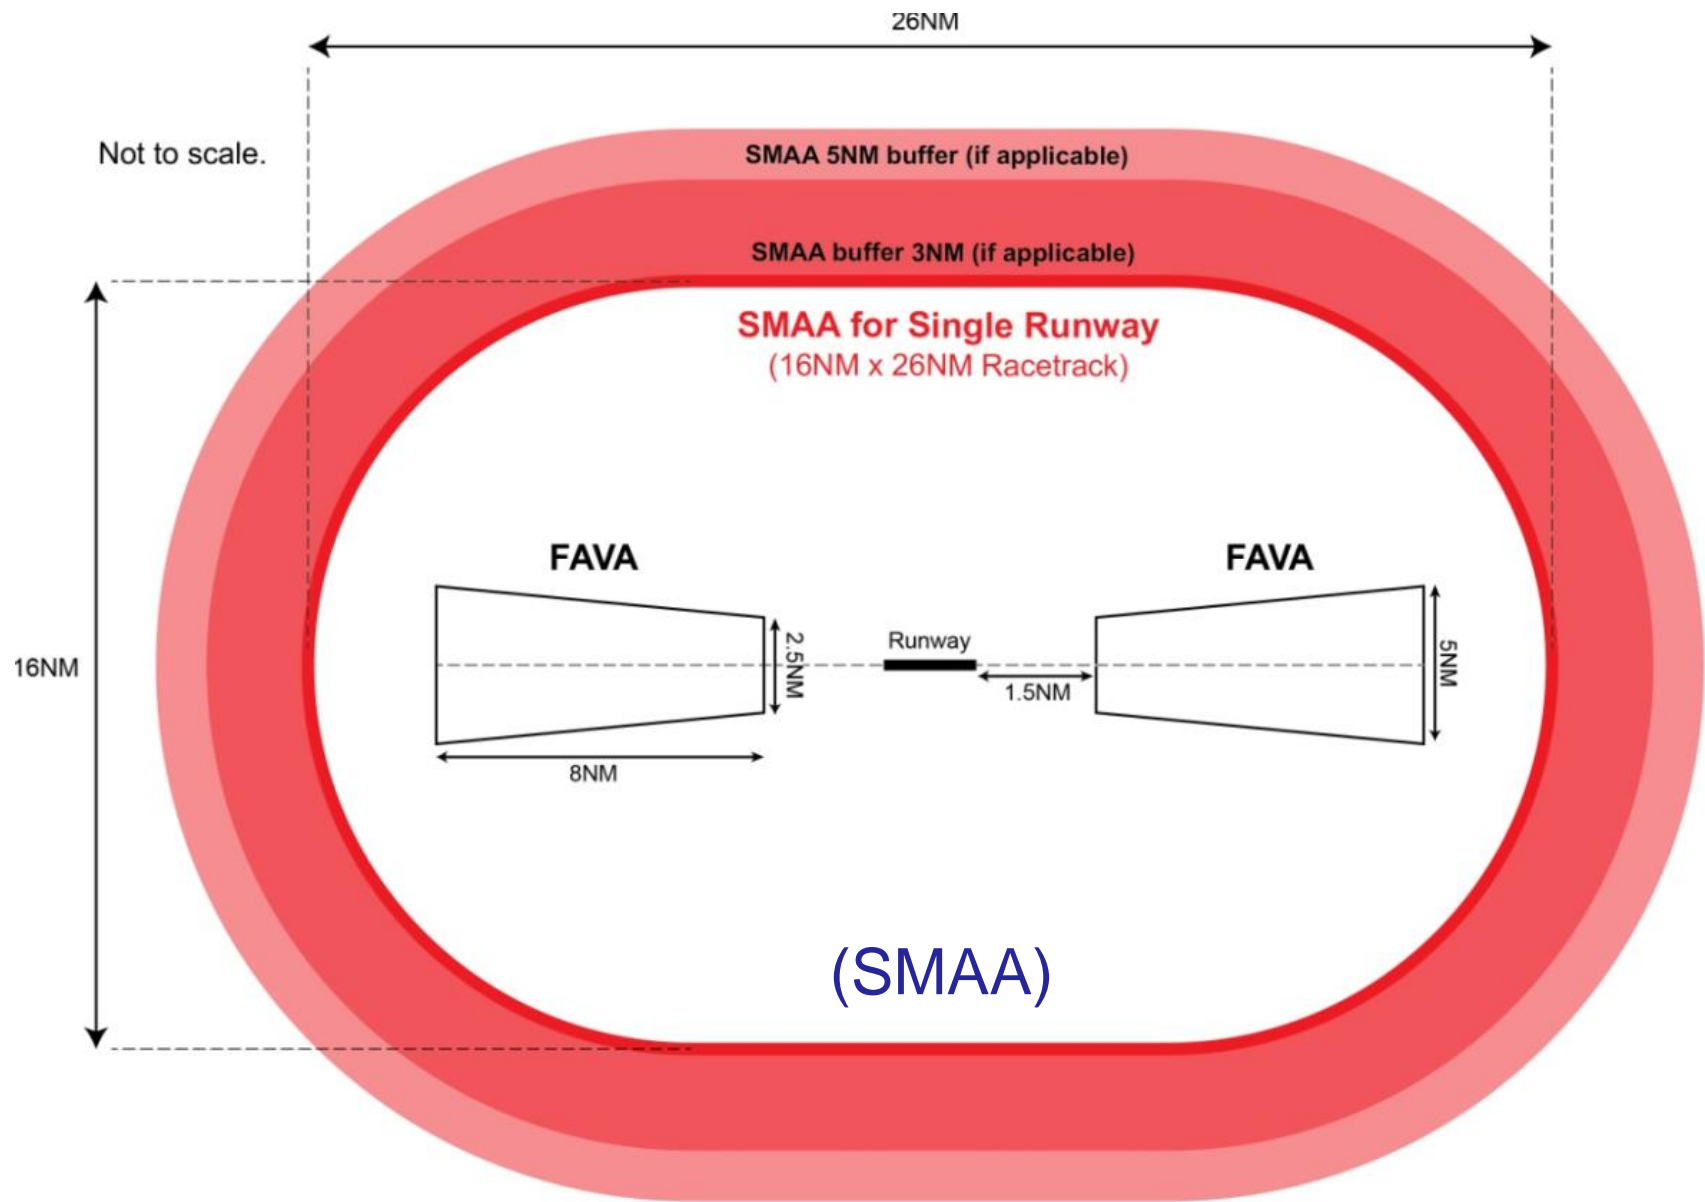 26NM
Not to scale.
SMAA 5NM buffer (if applicable)
SMAA buffer 3NM (if applicable)
SMAA for Single Runway
(16NM x 26NM Racetrack)
FAVA
FAVA
Runway
2.5NM
5NM
16NM
1.5NM
8NM
(SMAA)